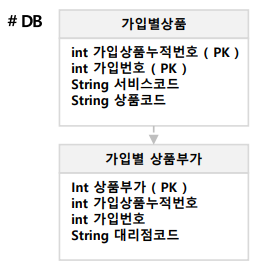 # DB
가입별상품
int 가입상품누적번호 ( PK )
int 가입번호 ( PK )
String 서비스코드
String 상품코드
가입별 상품부가
Int 상품부가 ( PK )
int 가입상품누적번호
int 가입번호
String 대리점코드